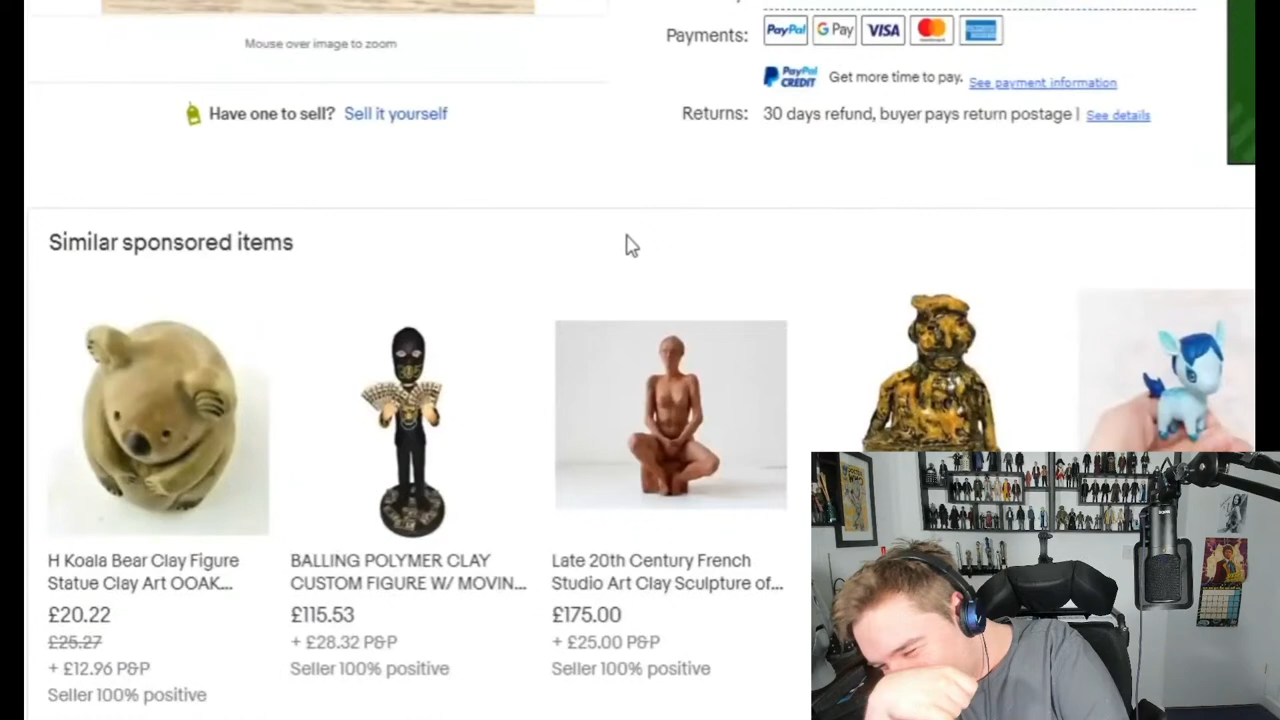 Mouse over image to zoom
Have one to sell? Sell it yourself
Payments: PayPal G Pay VISA mastercard
PayPal CREDIT Get more time to pay. See payment information
Returns: 30 days refund, buyer pays return postage | See details
Similar sponsored items
H Koala Bear Clay Figure
Statue Clay Art OOAK...
£20.22
£25.27
+ £12.96 P&P
Seller 100% positive
BALLING POLYMER CLAY
CUSTOM FIGURE W/ MOVIN...
£115.53
+ £28.32 P&P
Seller 100% positive
Late 20th Century French
Studio Art Clay Sculpture of...
£175.00
+ £25.00 P&P
Seller 100% positive